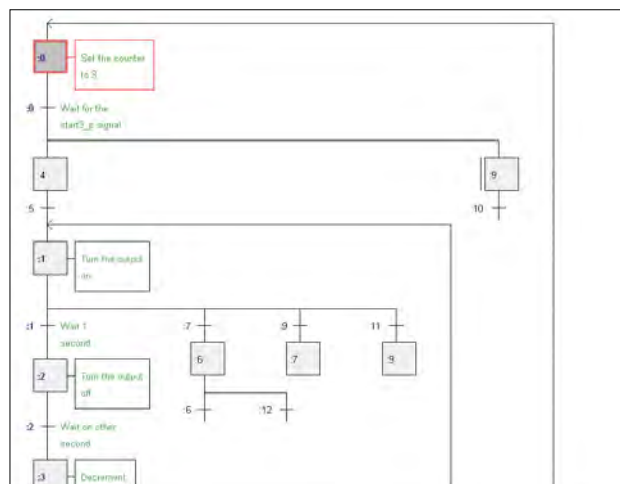 :0
Set the counter
to 3
:0
Wait for the
start3_p signal
4
:9
:5
10
:1
Turn the output
on
:1
Wait 1
second
:7
:9
11
6
:7
:9
:2
Turn the output
off
:6
:12
:2
Wait on other
second
:3
Decrement